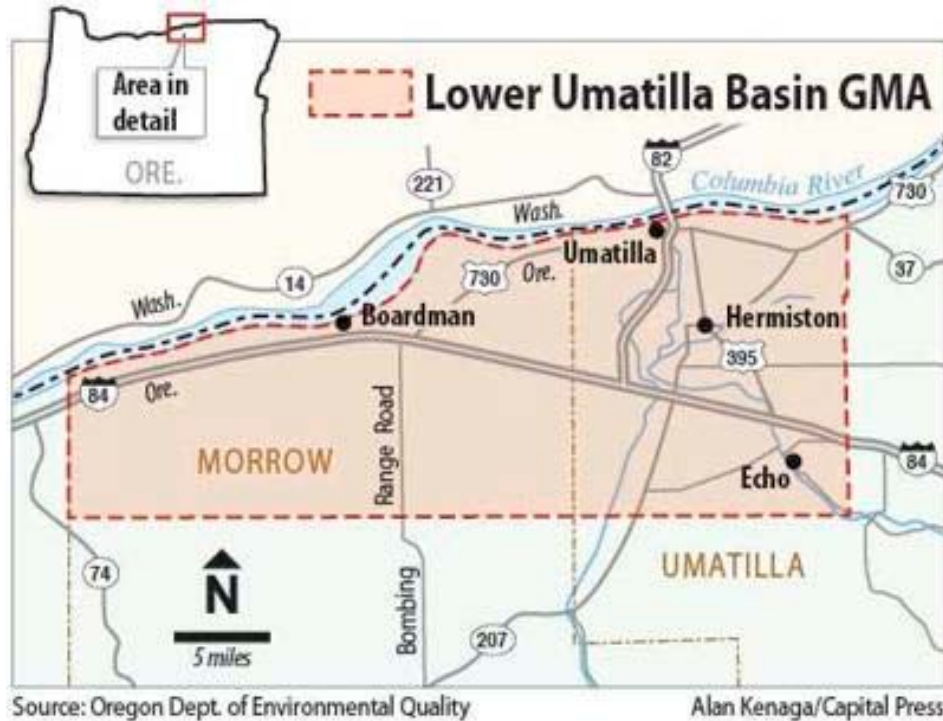 Area in
detail
ORE.
Lower Umatilla Basin GMA
82
221
Columbia River
730
Wash.
Umatilla
Ore.
730
37
14
Wash.
Boardman
Hermiston
395
84
Ore.
Range Road
MORROW
84
Echo
UMATILLA
74
N
Bombing
207
5 miles
Source: Oregon Dept. of Environmental Quality
Alan Kenaga/Capital Press